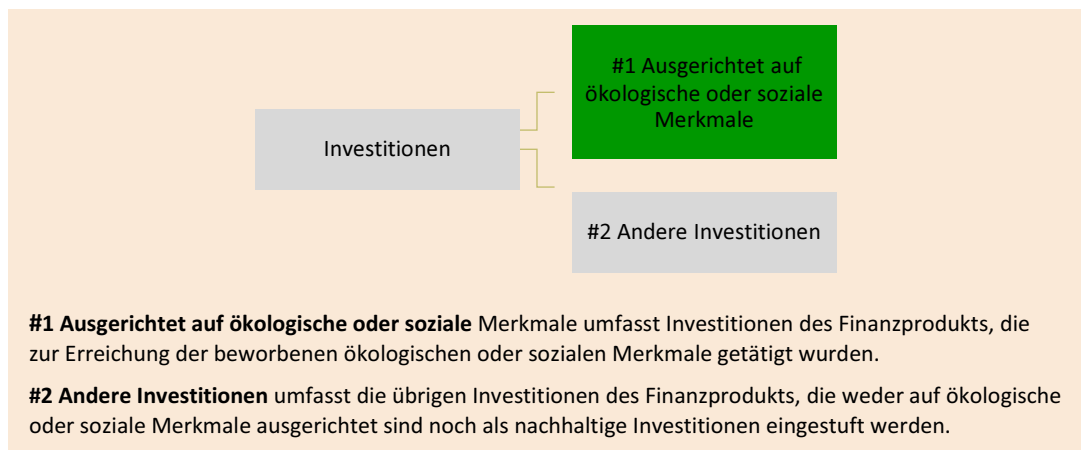 #1 Ausgerichtet auf
ökologische oder soziale
Merkmale
Investitionen
#2 Andere Investitionen
#1 Ausgerichtet auf ökologische oder soziale Merkmale umfasst Investitionen des Finanzprodukts, die
zur Erreichung der beworbenen ökologischen oder sozialen Merkmale getätigt wurden.
#2 Andere Investitionen umfasst die übrigen Investitionen des Finanzprodukts, die weder auf ökologische
oder soziale Merkmale ausgerichtet sind noch als nachhaltige Investitionen eingestuft werden.